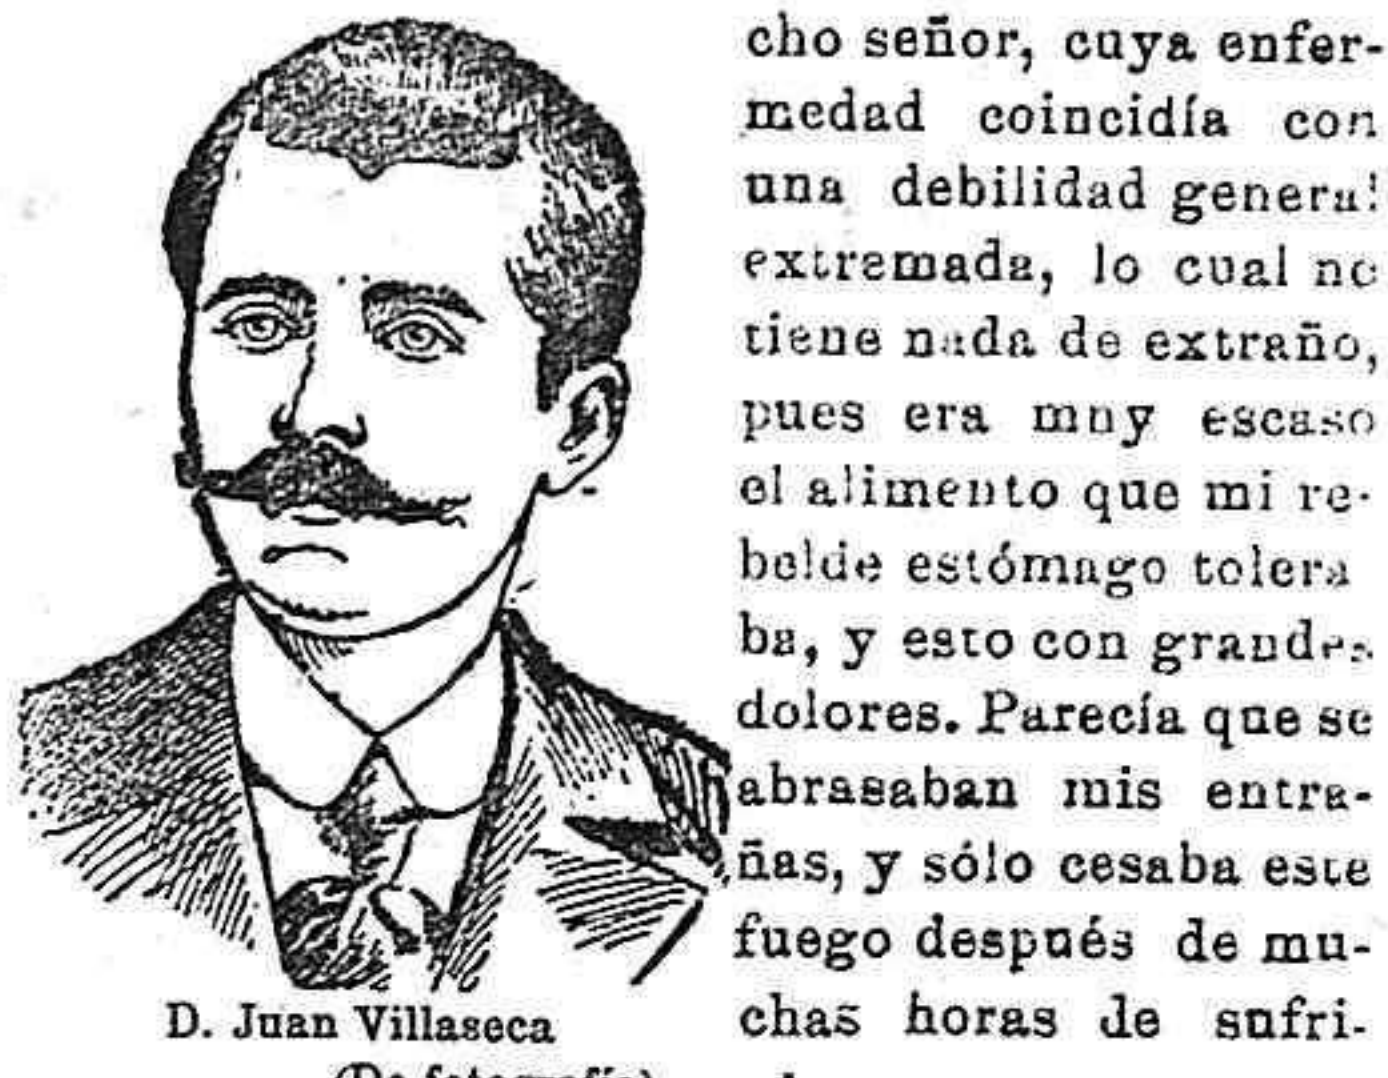 cho señor, cuya enfer-
medad coincidía con
una debilidad general
extremada, lo cual no
tiene nada de extraño,
pues era muy escaso
el alimento que mi re-
belde estómago tolera
ba, y esto con grandes
dolores. Parecía que se
abrasaban mis entra-
ñas, y sólo cesaba este
fuego después de mu-
chas horas de sufri-
D. Juan Villaseca
(De fotografía)